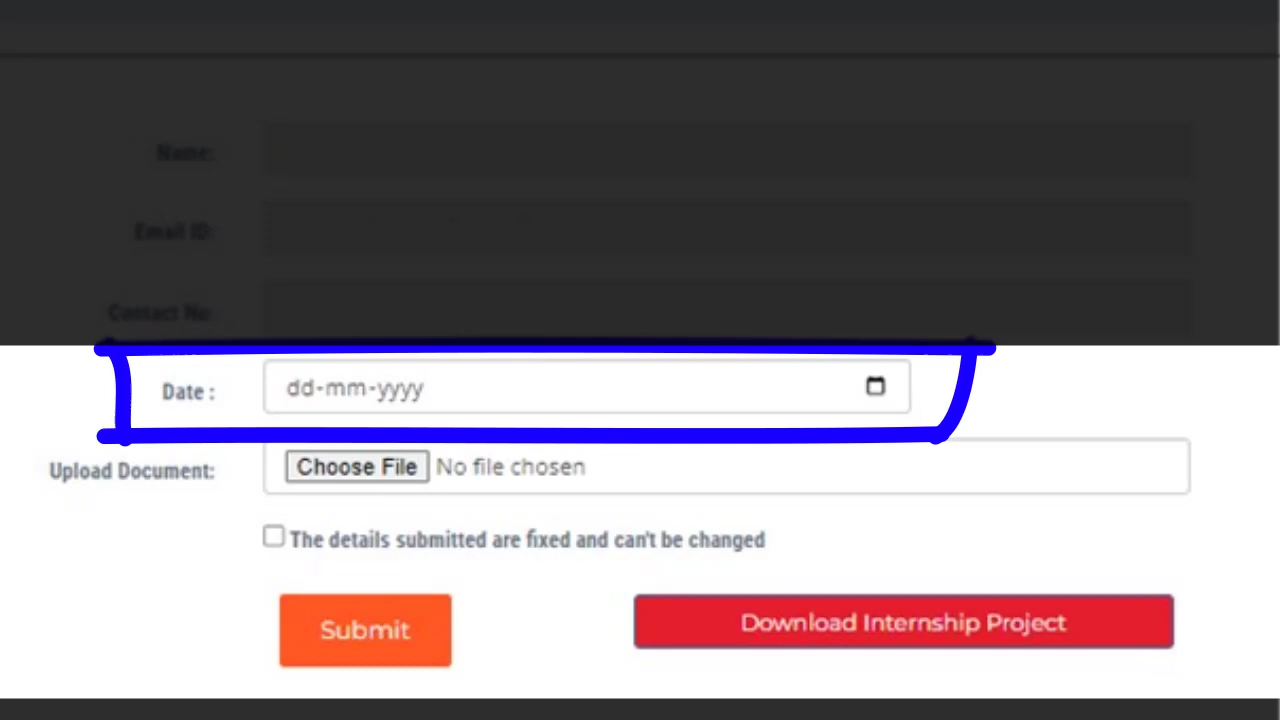 Name:
Email ID:
Contact No:
Date :
dd-mm-yyyy
Upload Document:
Choose File No file chosen
The details submitted are fixed and can't be changed
Submit
Download Internship Project